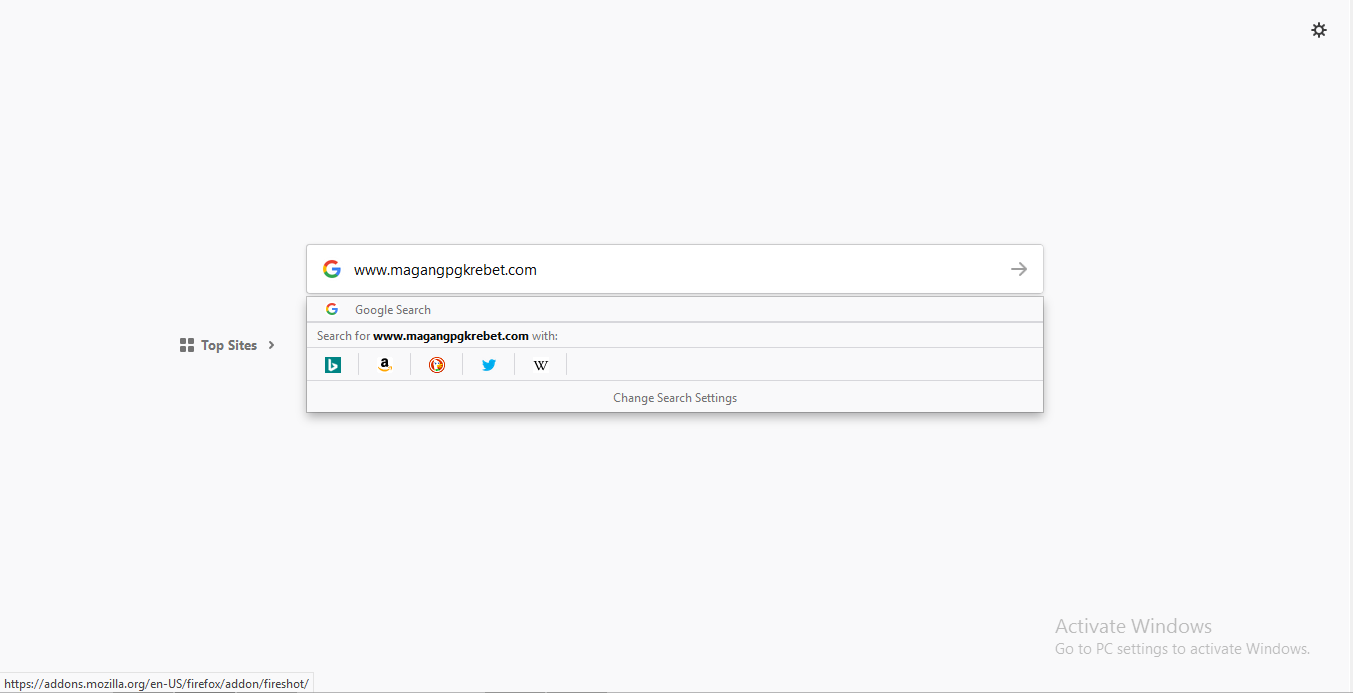 www.magangpgkrebet.com
Google Search
Search for www.magangpgkrebet.com with:
Top Sites
Change Search Settings
Activate Windows
Go to PC settings to activate Windows.
https://addons.mozilla.org/en-US/firefox/addon/fireshot/